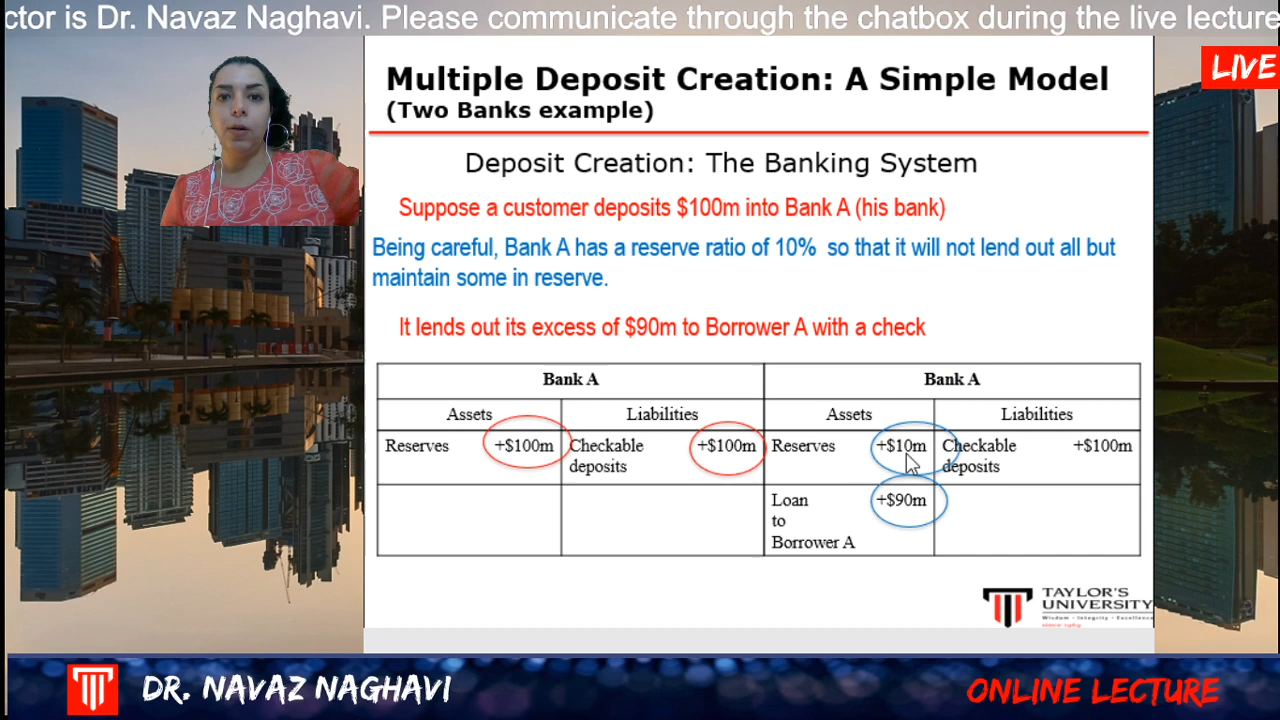 ctor is Dr. Navaz Naghavi. Please communicate through the chatbox during the live lecture
LIVE
Multiple Deposit Creation: A Simple Model
(Two Banks example)
Deposit Creation: The Banking System
Suppose a customer deposits $100m into Bank A (his bank)
Being careful, Bank A has a reserve ratio of 10% so that it will not lend out all but
maintain some in reserve.
It lends out its excess of $90m to Borrower A with a check
Bank A Bank A
Assets Liabilities Assets Liabilities
Reserves +$100m Checkable +$100m Reserves +$10m Checkable +$100m
deposits deposits
Loan +$90m
to
Borrower A
TAYLOR'S
UNIVERSITY
Wisdom · Integrity · Excellence
since 1969
DR. NAVAZ NAGHAVI
ONLINE LECTURE